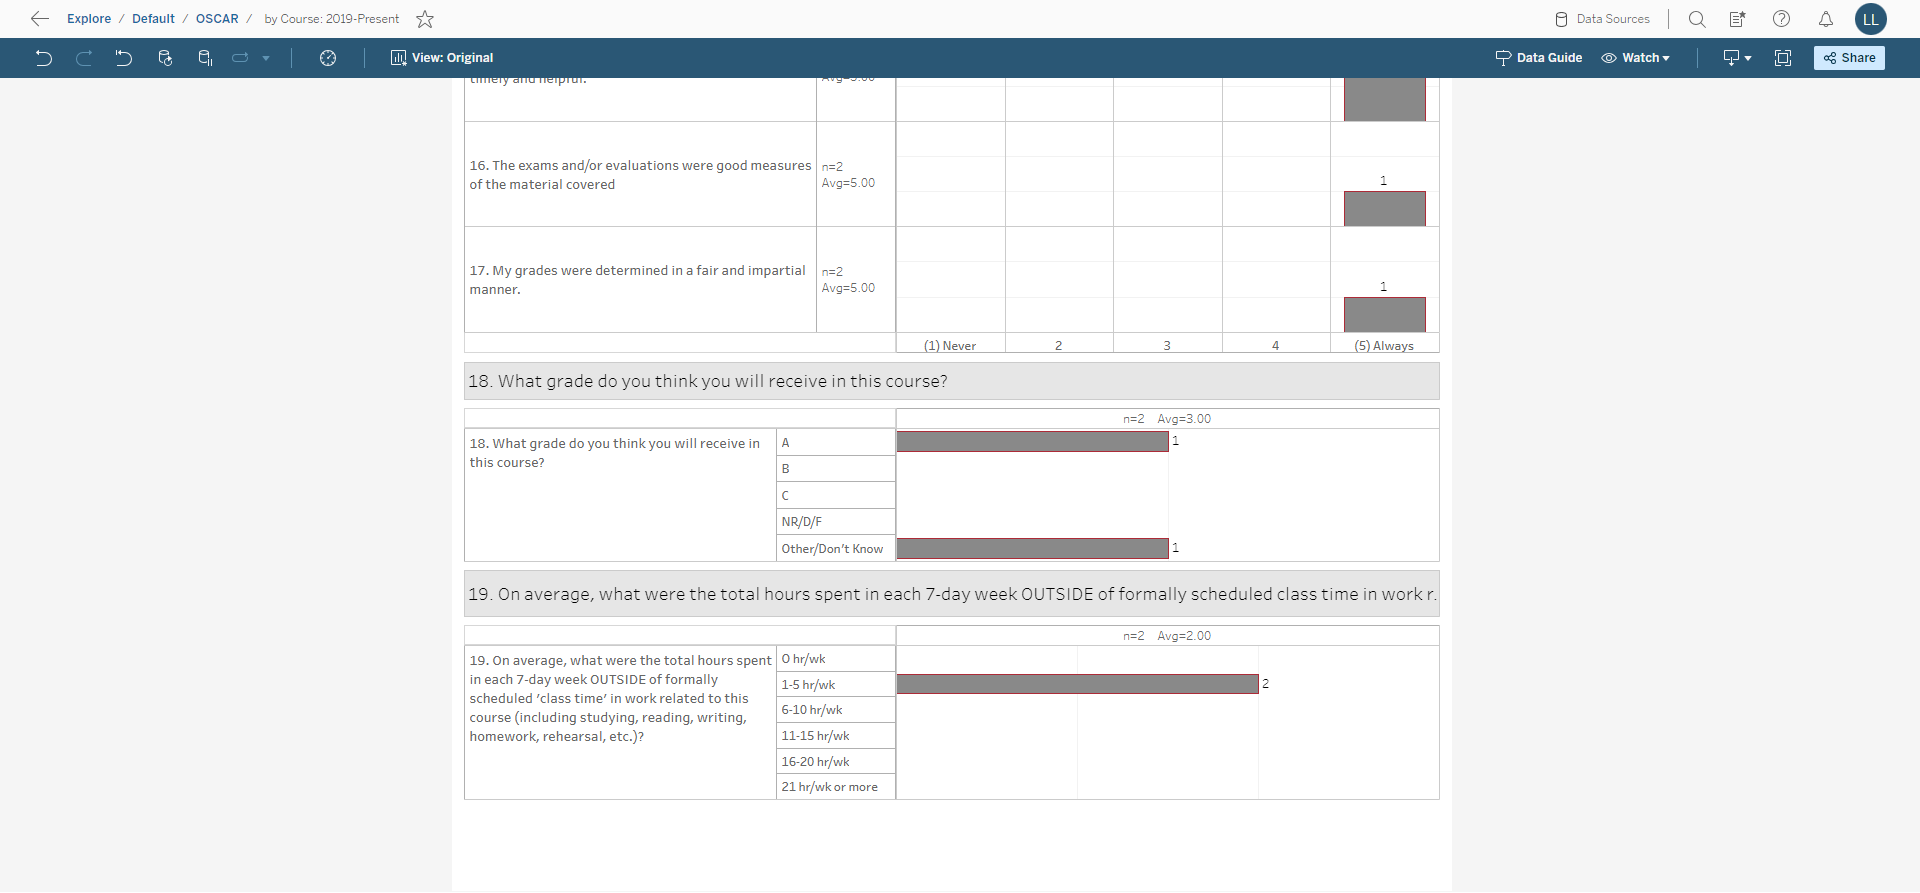 Explore / Default / OSCAR / by Course: 2019-Present
Data Sources
LL
View: Original
Data Guide
Watch
Share
timely and helpful.
Avg=5.00
16. The exams and/or evaluations were good measures
of the material covered
n=2
Avg=5.00
1
17. My grades were determined in a fair and impartial
manner.
n=2
Avg=5.00
1
(1) Never 2 3 4 (5) Always
18. What grade do you think you will receive in this course?
n=2 Avg=3.00
18. What grade do you think you will receive in
this course?
A 1
B
C
NR/D/F
Other/Don't Know 1
19. On average, what were the total hours spent in each 7-day week OUTSIDE of formally scheduled class time in work r.
n=2 Avg=2.00
19. On average, what were the total hours spent
in each 7-day week OUTSIDE of formally
scheduled ‘class time’ in work related to this
course (including studying, reading, writing,
homework, rehearsal, etc.)?
0 hr/wk
1-5 hr/wk 2
6-10 hr/wk
11-15 hr/wk
16-20 hr/wk
21 hr/wk or more